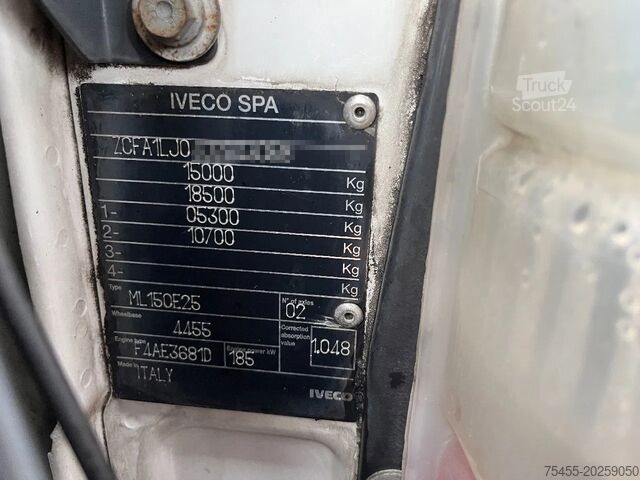 Truck
Scout24
IVECO SPA
ZCFA1LJ0
15000 Kg
18500 Kg
1- 05300 Kg
2- 10700 Kg
3- Kg
4- Kg
Type ML150E25 N° of axles 02
Wheelbase 4455 Corrected absorption value 1.048
Engine type F4AE3681D Engine power kW 185
MADE IN ITALY
IVECO
75455-20259050